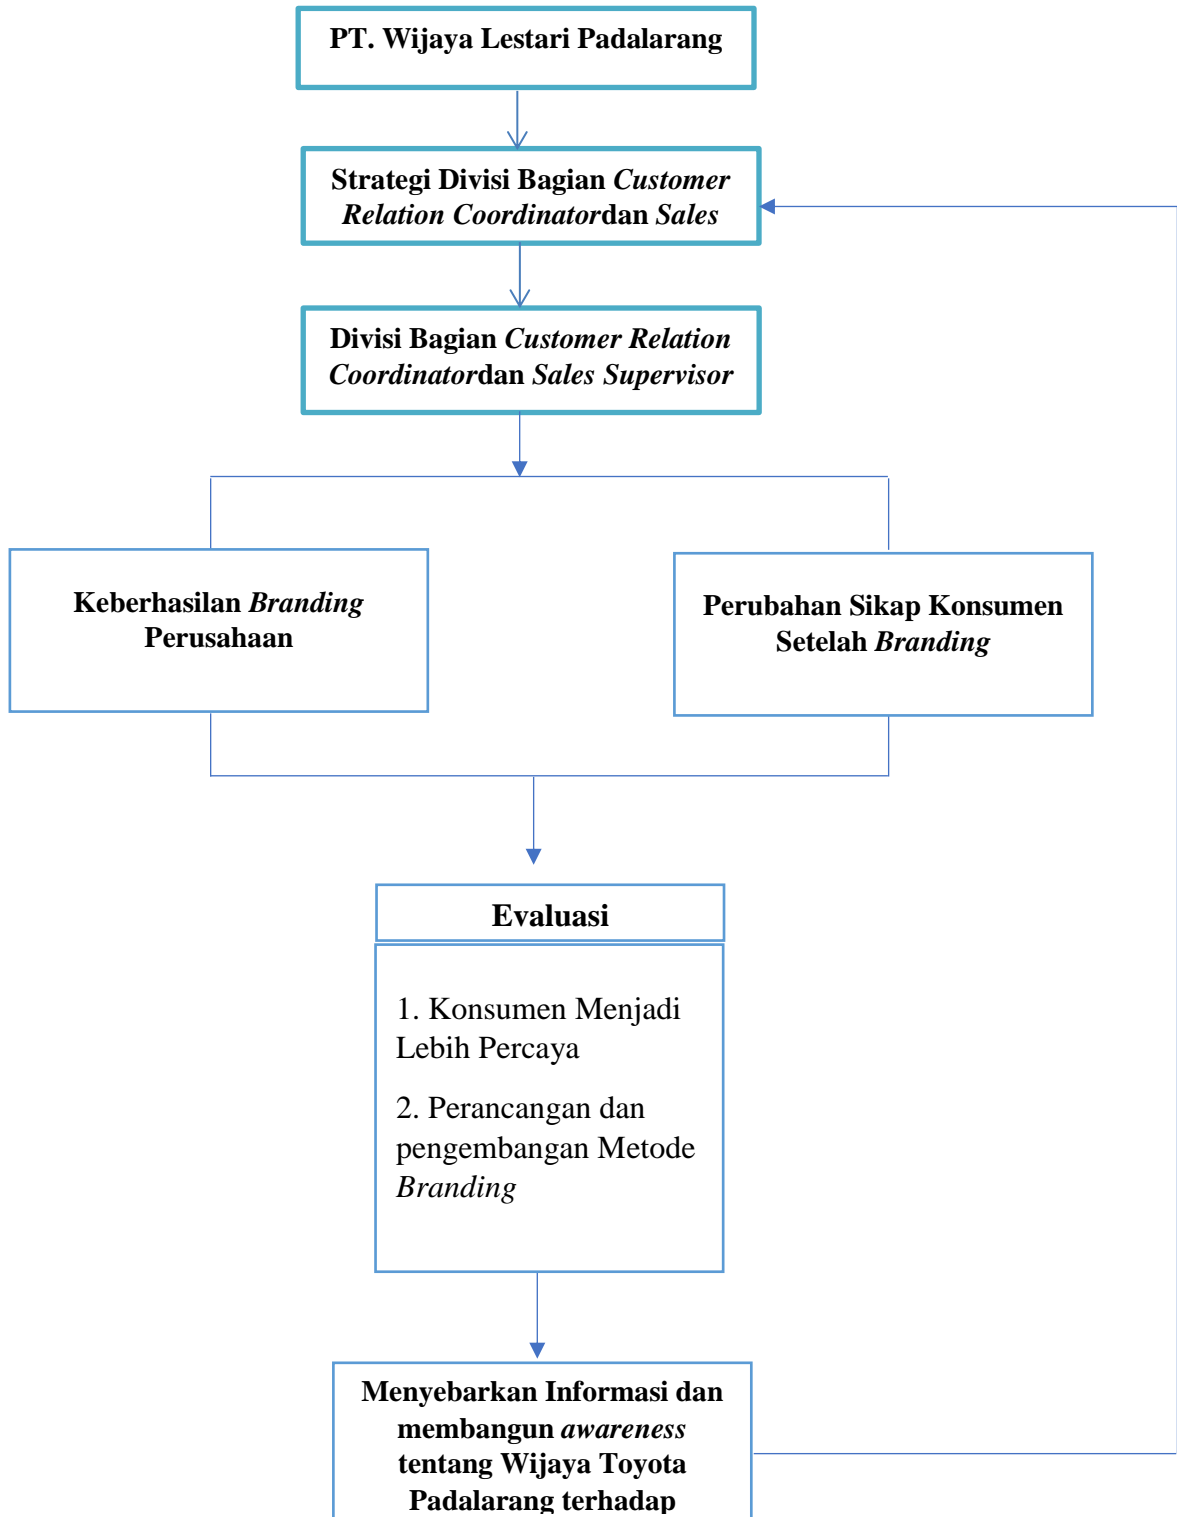 PT. Wijaya Lestari Padalarang
Strategi Divisi Bagian Customer
Relation Coordinatordan Sales
Divisi Bagian Customer Relation
Coordinatordan Sales Supervisor
Keberhasilan Branding
Perusahaan
Perubahan Sikap Konsumen
Setelah Branding
Evaluasi
1. Konsumen Menjadi
Lebih Percaya
2. Perancangan dan
pengembangan Metode
Branding
Menyebarkan Informasi dan
membangun awareness
tentang Wijaya Toyota
Padalarang terhadap